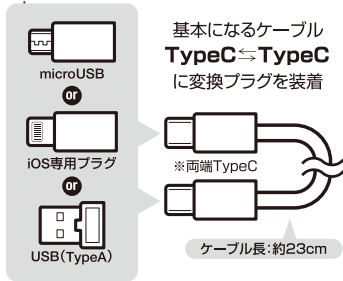 基本になるケーブル
TypeC⇆TypeC
に変換プラグを装着
microUSB
or
iOS専用プラグ
or
USB(TypeA)
※両端TypeC
ケーブル長:約23cm